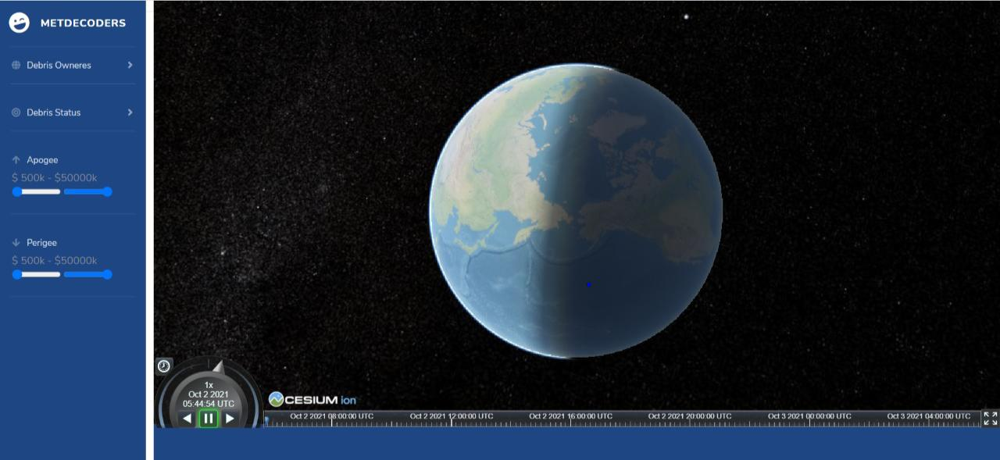 METDECODERS
Debris Owneres
Debris Status
Apogee
$ 500k - $50000k
Perigee
$ 500k - $50000k
1x
Oct 2 2021
05:44:54 UTC
CESIUM ion
Oct 2 2021 08:00:00 UTC
Oct 2 2021 12:00:00 UTC
Oct 2 2021 16:00:00 UTC
Oct 2 2021 20:00:00 UTC
Oct 3 2021 00:00:00 UTC
Oct 3 2021 04:00:00 UTC